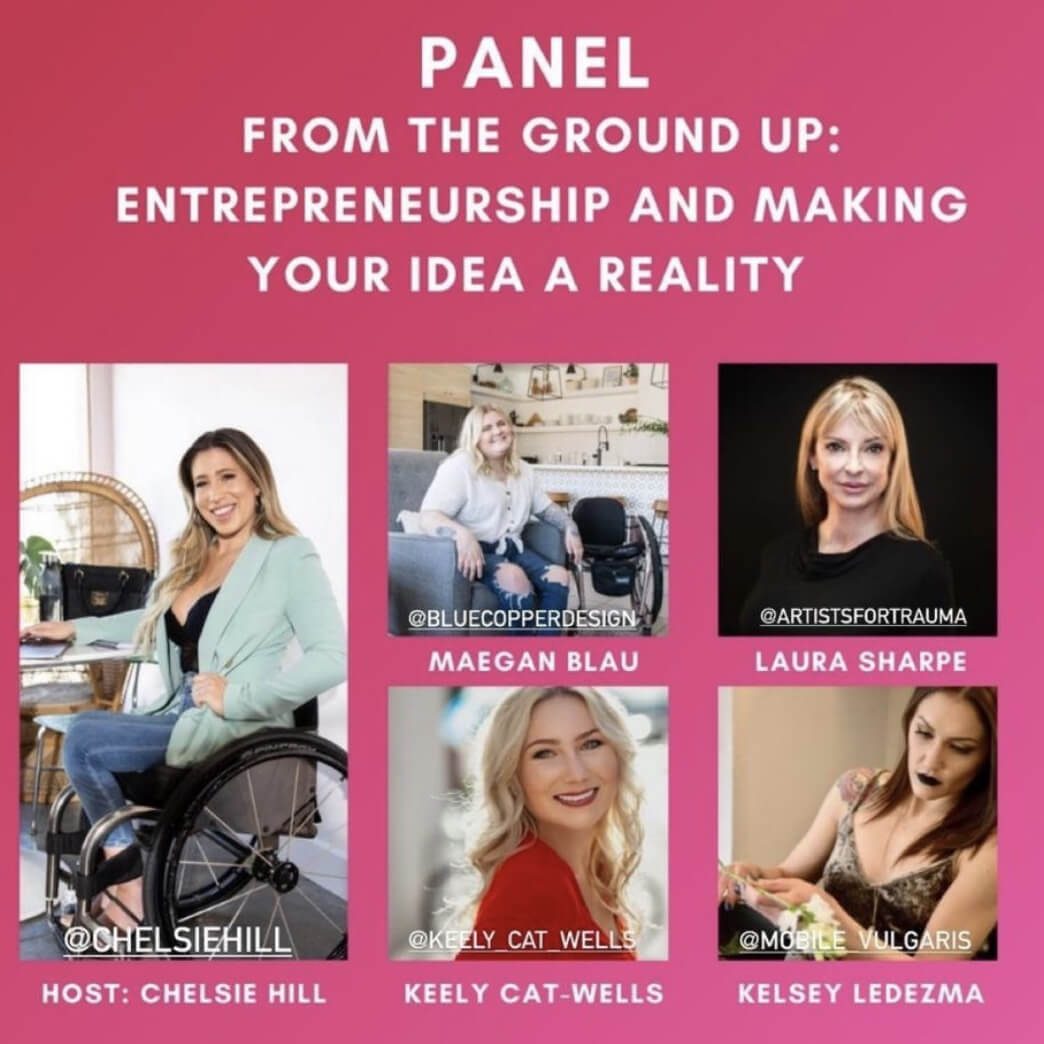 PANEL
FROM THE GROUND UP:
ENTREPRENEURSHIP AND MAKING
YOUR IDEA A REALITY
@CHELSIEHILL
HOST: CHELSIE HILL
@BLUECOPPERDESIGN
MAEGAN BLAU
@ARTISTSFORTRAUMA
LAURA SHARPE
@KEELY_CAT_WELLS
KEELY CAT-WELLS
@MOBILE_VULGARIS
KELSEY LEDEZMA